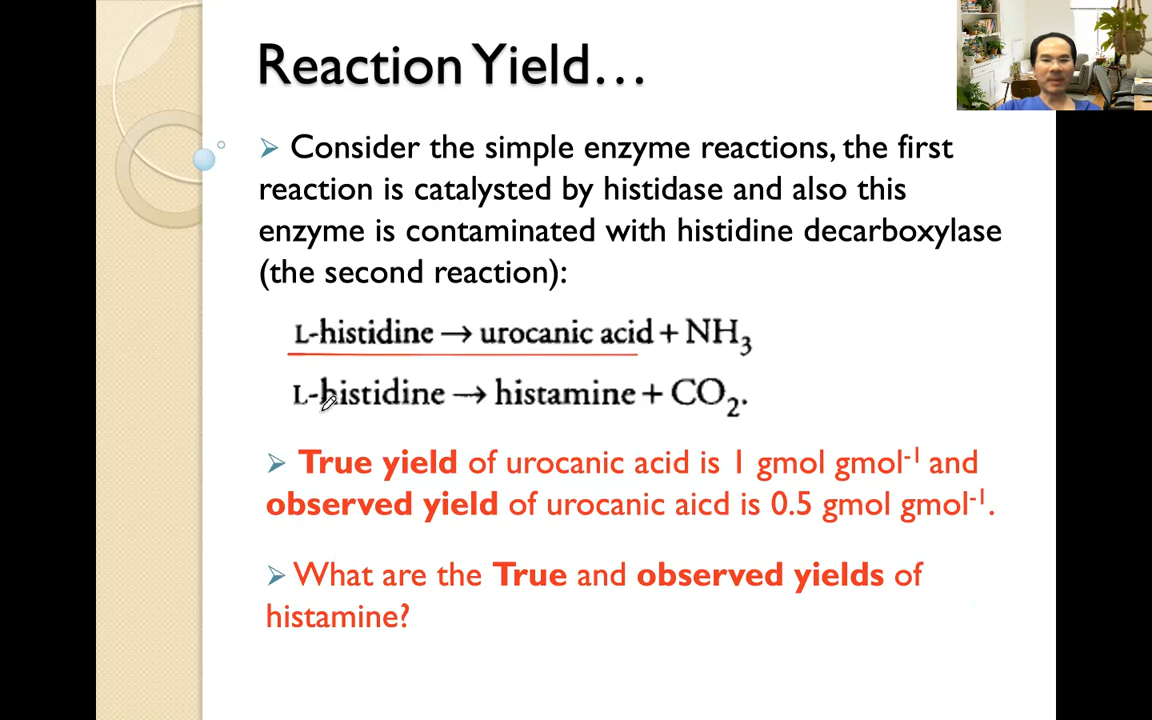 Reaction Yield…
➢ Consider the simple enzyme reactions, the first
reaction is catalysted by histidase and also this
enzyme is contaminated with histidine decarboxylase
(the second reaction):
L-histidine → urocanic acid + NH₃
L-histidine → histamine + CO₂.
➢ True yield of urocanic acid is 1 gmol gmol⁻¹ and
observed yield of urocanic aicd is 0.5 gmol gmol⁻¹.
➢ What are the True and observed yields of
histamine?